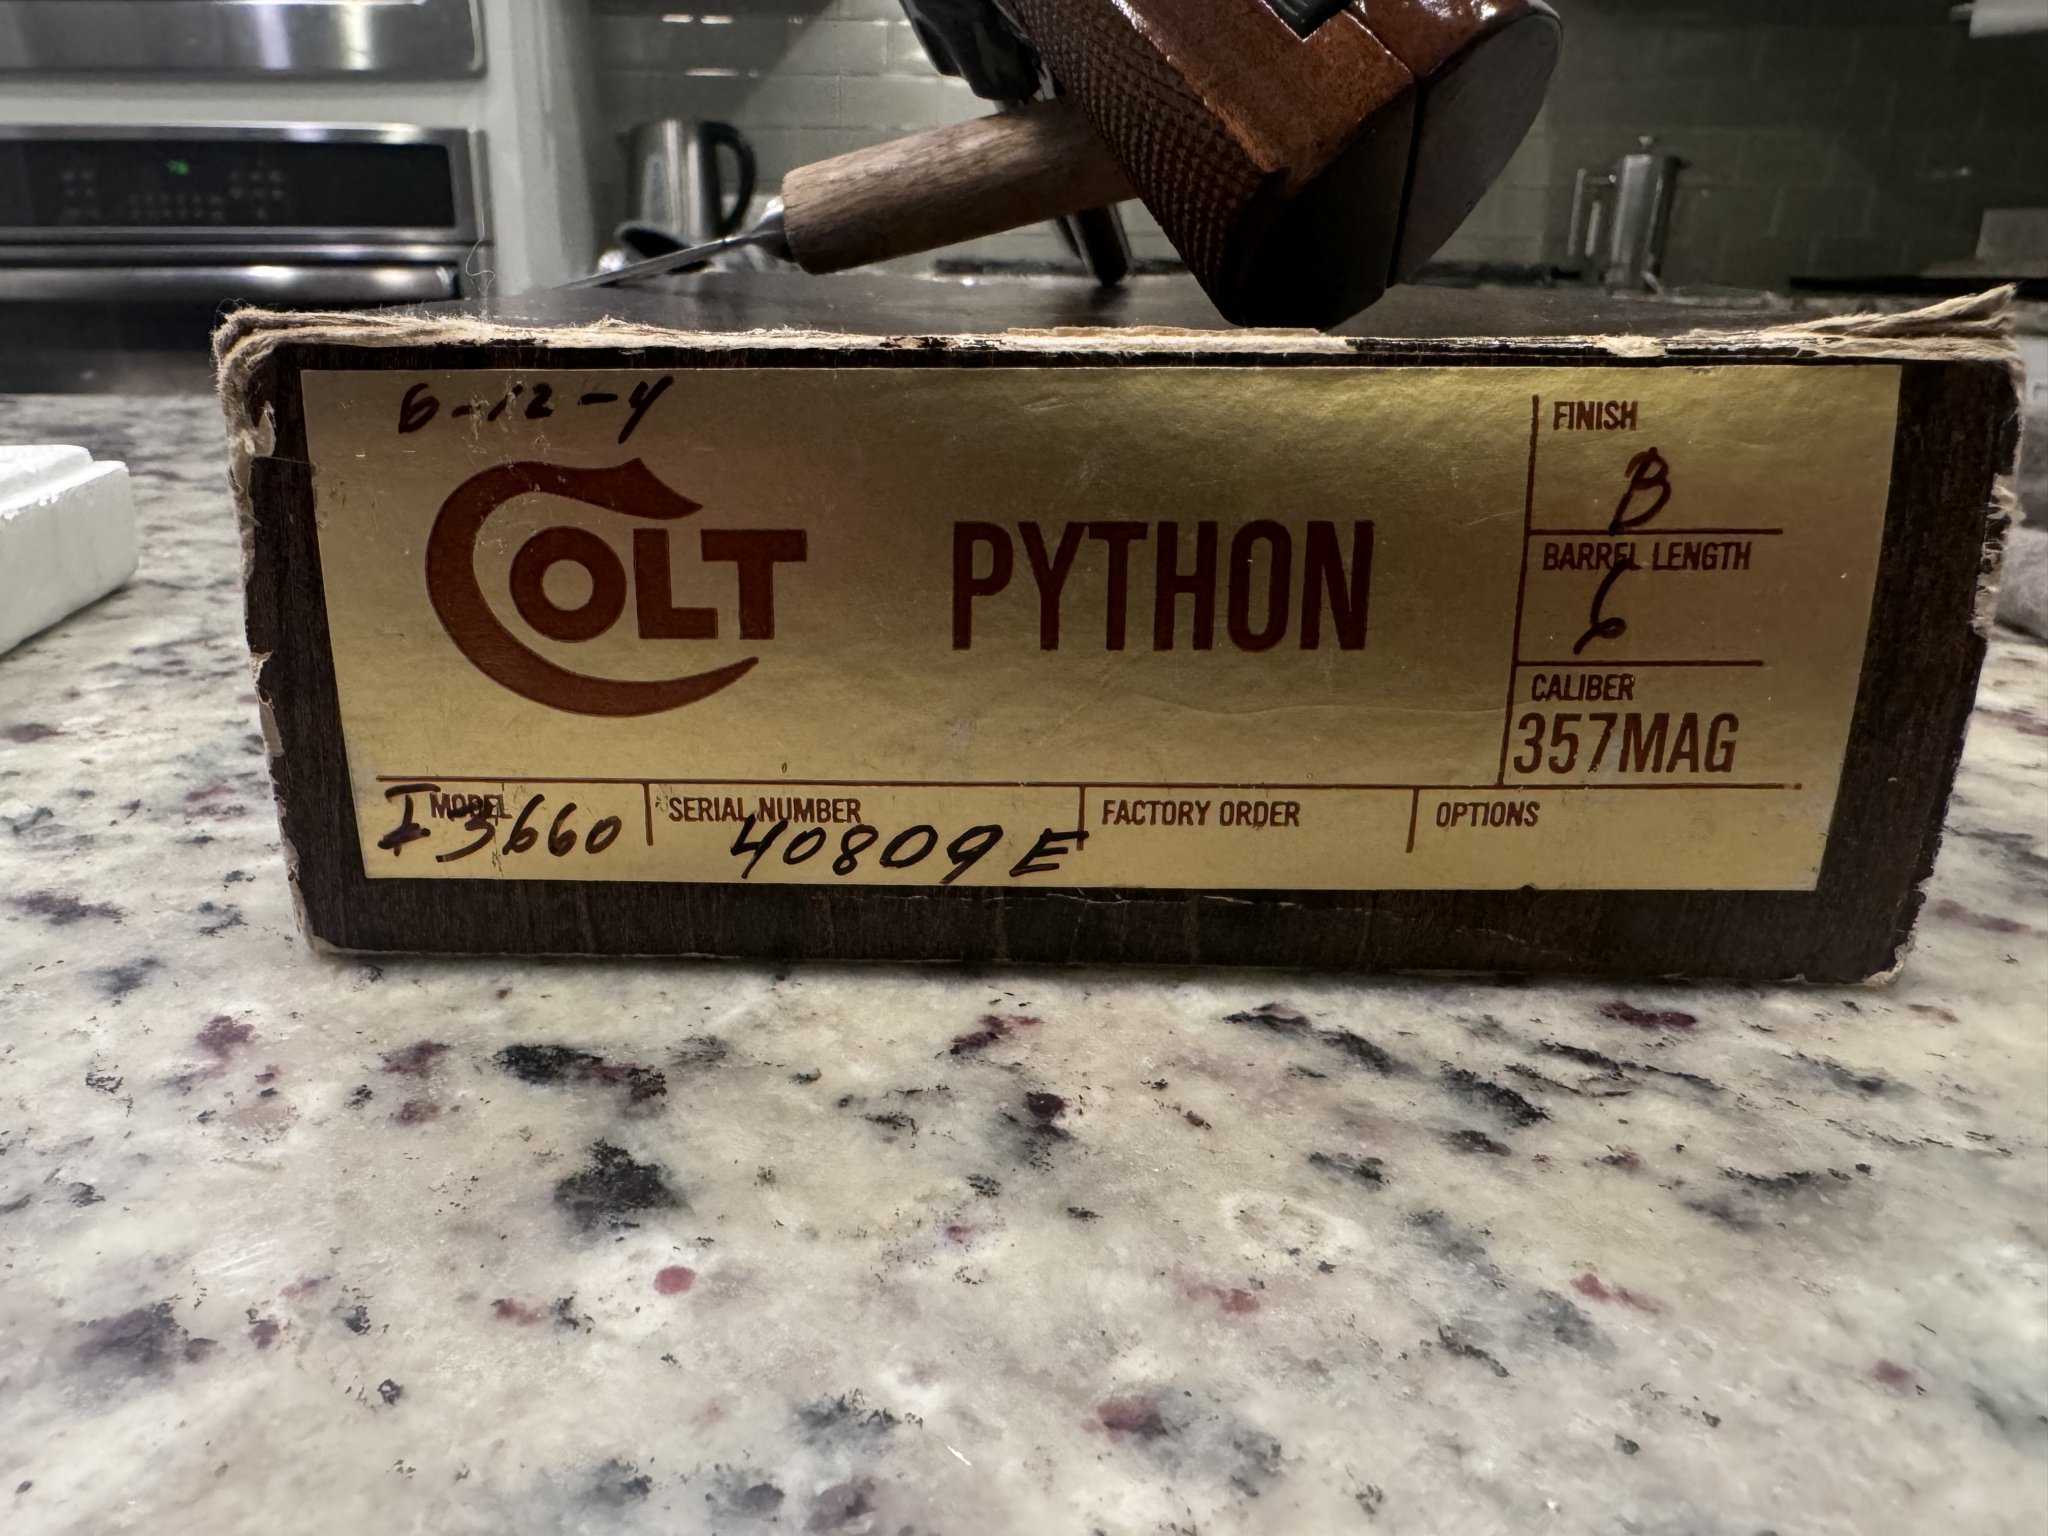 6-12-4
COLT PYTHON
FINISH
B
BARREL LENGTH
6
CALIBER
357MAG
MODEL
I3660
SERIAL NUMBER
40809E
FACTORY ORDER
OPTIONS